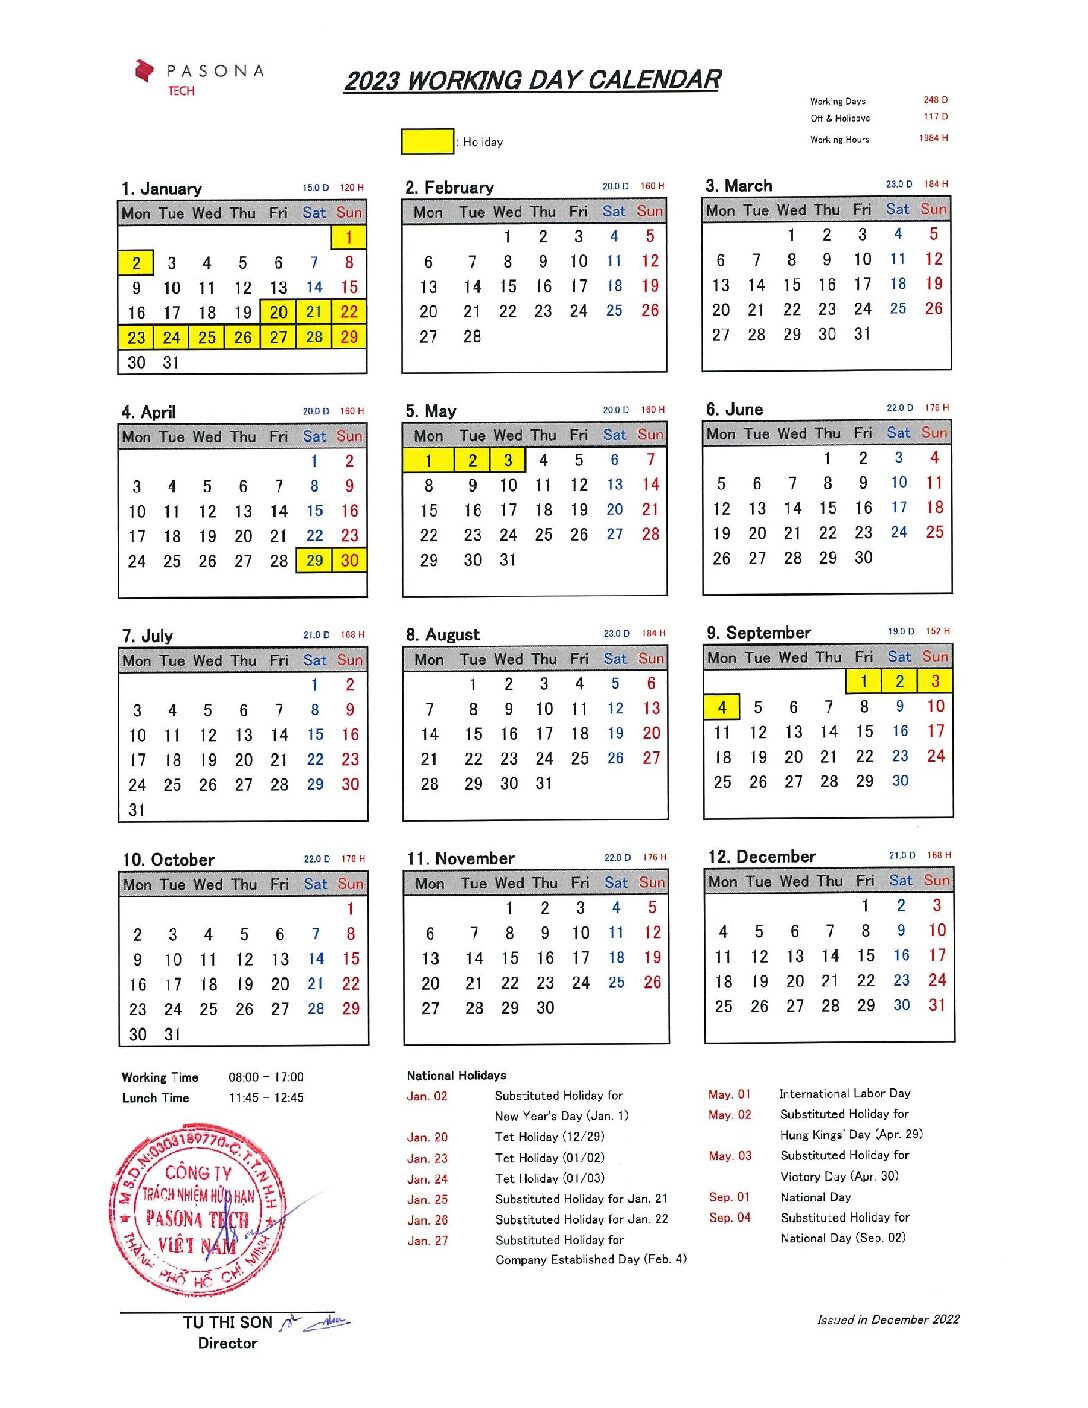 PASONA
TECH
2023 WORKING DAY CALENDAR
Working Days 248 D
Off & Holidays 117 D
Working Hours 1984 H
: Holiday
1. January 15.0 D 120 H
Mon Tue Wed Thu Fri Sat Sun
1
2 3 4 5 6 7 8
9 10 11 12 13 14 15
16 17 18 19 20 21 22
23 24 25 26 27 28 29
30 31
2. February 20.0 D 160 H
Mon Tue Wed Thu Fri Sat Sun
1 2 3 4 5
6 7 8 9 10 11 12
13 14 15 16 17 18 19
20 21 22 23 24 25 26
27 28
3. March 23.0 D 184 H
Mon Tue Wed Thu Fri Sat Sun
1 2 3 4 5
6 7 8 9 10 11 12
13 14 15 16 17 18 19
20 21 22 23 24 25 26
27 28 29 30 31
4. April 20.0 D 160 H
Mon Tue Wed Thu Fri Sat Sun
1 2
3 4 5 6 7 8 9
10 11 12 13 14 15 16
17 18 19 20 21 22 23
24 25 26 27 28 29 30
5. May 20.0 D 160 H
Mon Tue Wed Thu Fri Sat Sun
1 2 3 4 5 6 7
8 9 10 11 12 13 14
15 16 17 18 19 20 21
22 23 24 25 26 27 28
29 30 31
6. June 22.0 D 176 H
Mon Tue Wed Thu Fri Sat Sun
1 2 3 4
5 6 7 8 9 10 11
12 13 14 15 16 17 18
19 20 21 22 23 24 25
26 27 28 29 30
7. July 21.0 D 168 H
Mon Tue Wed Thu Fri Sat Sun
1 2
3 4 5 6 7 8 9
10 11 12 13 14 15 16
17 18 19 20 21 22 23
24 25 26 27 28 29 30
31
8. August 23.0 D 184 H
Mon Tue Wed Thu Fri Sat Sun
1 2 3 4 5 6
7 8 9 10 11 12 13
14 15 16 17 18 19 20
21 22 23 24 25 26 27
28 29 30 31
9. September 19.0 D 152 H
Mon Tue Wed Thu Fri Sat Sun
1 2 3
4 5 6 7 8 9 10
11 12 13 14 15 16 17
18 19 20 21 22 23 24
25 26 27 28 29 30
10. October 22.0 D 176 H
Mon Tue Wed Thu Fri Sat Sun
1
2 3 4 5 6 7 8
9 10 11 12 13 14 15
16 17 18 19 20 21 22
23 24 25 26 27 28 29
30 31
11. November 22.0 D 176 H
Mon Tue Wed Thu Fri Sat Sun
1 2 3 4 5
6 7 8 9 10 11 12
13 14 15 16 17 18 19
20 21 22 23 24 25 26
27 28 29 30
12. December 21.0 D 168 H
Mon Tue Wed Thu Fri Sat Sun
1 2 3
4 5 6 7 8 9 10
11 12 13 14 15 16 17
18 19 20 21 22 23 24
25 26 27 28 29 30 31
Working Time 08:00 - 17:00
Lunch Time 11:45 - 12:45
National Holidays
Jan. 02 Substituted Holiday for
New Year's Day (Jan. 1)
Jan. 20 Tet Holiday (12/29)
Jan. 23 Tet Holiday (01/02)
Jan. 24 Tet Holiday (01/03)
Jan. 25 Substituted Holiday for Jan. 21
Jan. 26 Substituted Holiday for Jan. 22
Jan. 27 Substituted Holiday for
Company Established Day (Feb. 4)
May. 01 International Labor Day
May. 02 Substituted Holiday for
Hung Kings' Day (Apr. 29)
May. 03 Substituted Holiday for
Victory Day (Apr. 30)
Sep. 01 National Day
Sep. 04 Substituted Holiday for
National Day (Sep. 02)
M.S.D.N:0303189770-C.T.T.N.H.H
CÔNG TY
TRÁCH NHIỆM HỮU HẠN
PASONA TECH
VIỆT NAM
THÀNH PHỐ HỒ CHÍ MINH
TU THI SON
Director
Issued in December 2022